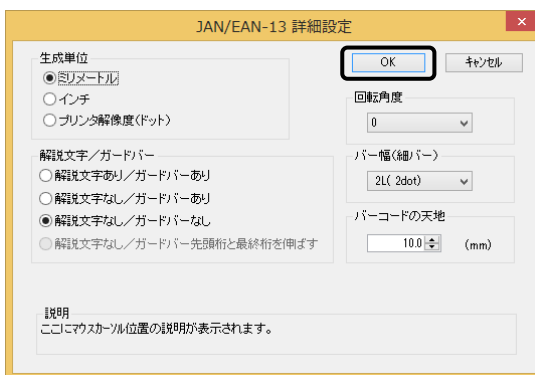 JAN/EAN-13 詳細設定
生成単位
ミリメートル
インチ
プリンタ解像度(ドット)
OK
キャンセル
回転角度
0
解説文字/ガードバー
解説文字あり/ガードバーあり
解説文字なし/ガードバーあり
解説文字なし/ガードバーなし
解説文字なし/ガードバー先頭桁と最終桁を伸ばす
バー幅(細バー)
2L( 2dot)
バーコードの天地
10.0 (mm)
説明
ここにマウスカーソル位置の説明が表示されます。